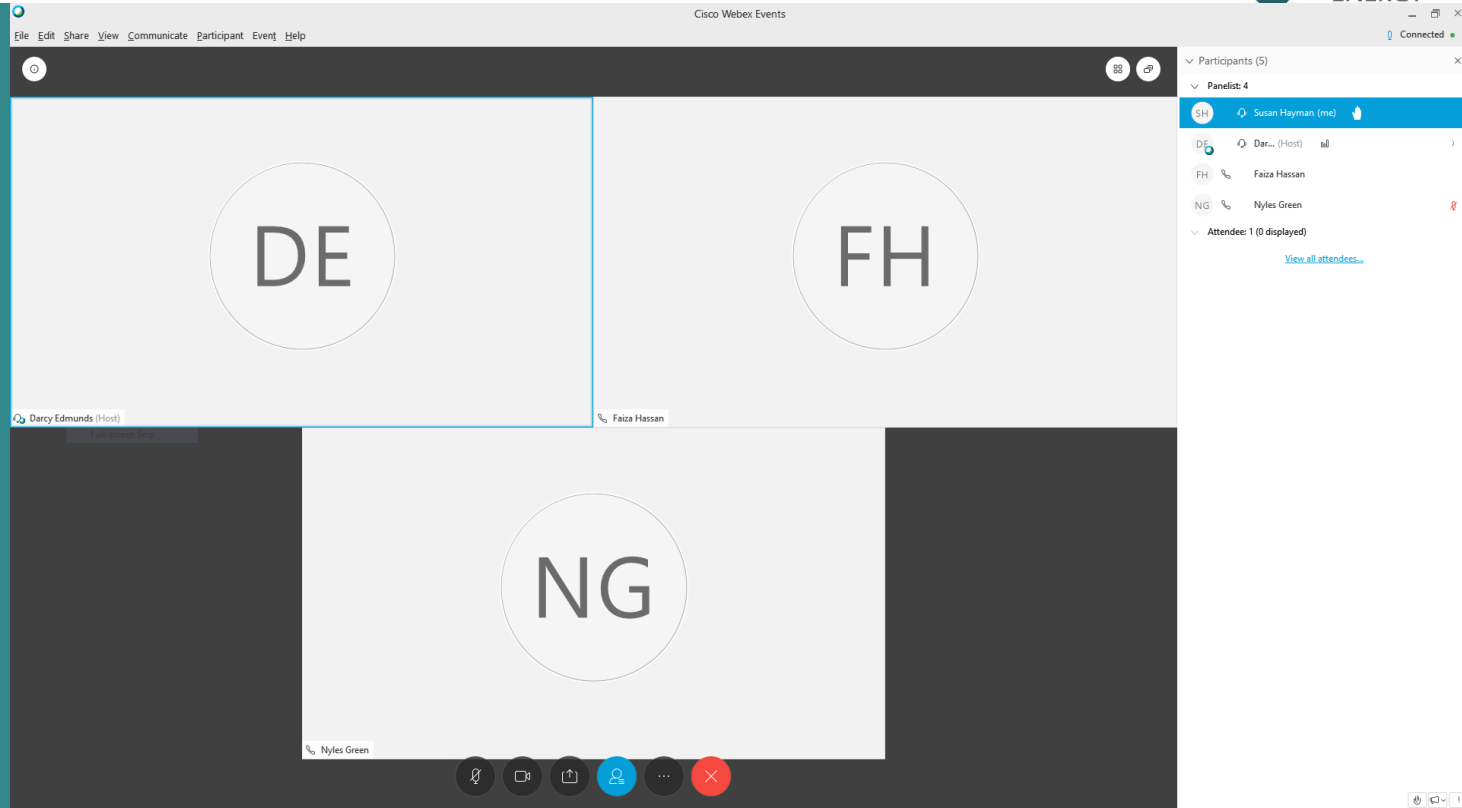 Cisco Webex Events
File Edit Share View Communicate Participant Event Help
Connected
Participants (5)
Panelist: 4
SH Susan Hayman (me)
DE Dar... (Host)
FH Faiza Hassan
NG Nyles Green
Attendee: 1 (0 displayed)
View all attendees...
DE
Darcy Edmunds (Host)
FH
Faiza Hassan
NG
Nyles Green